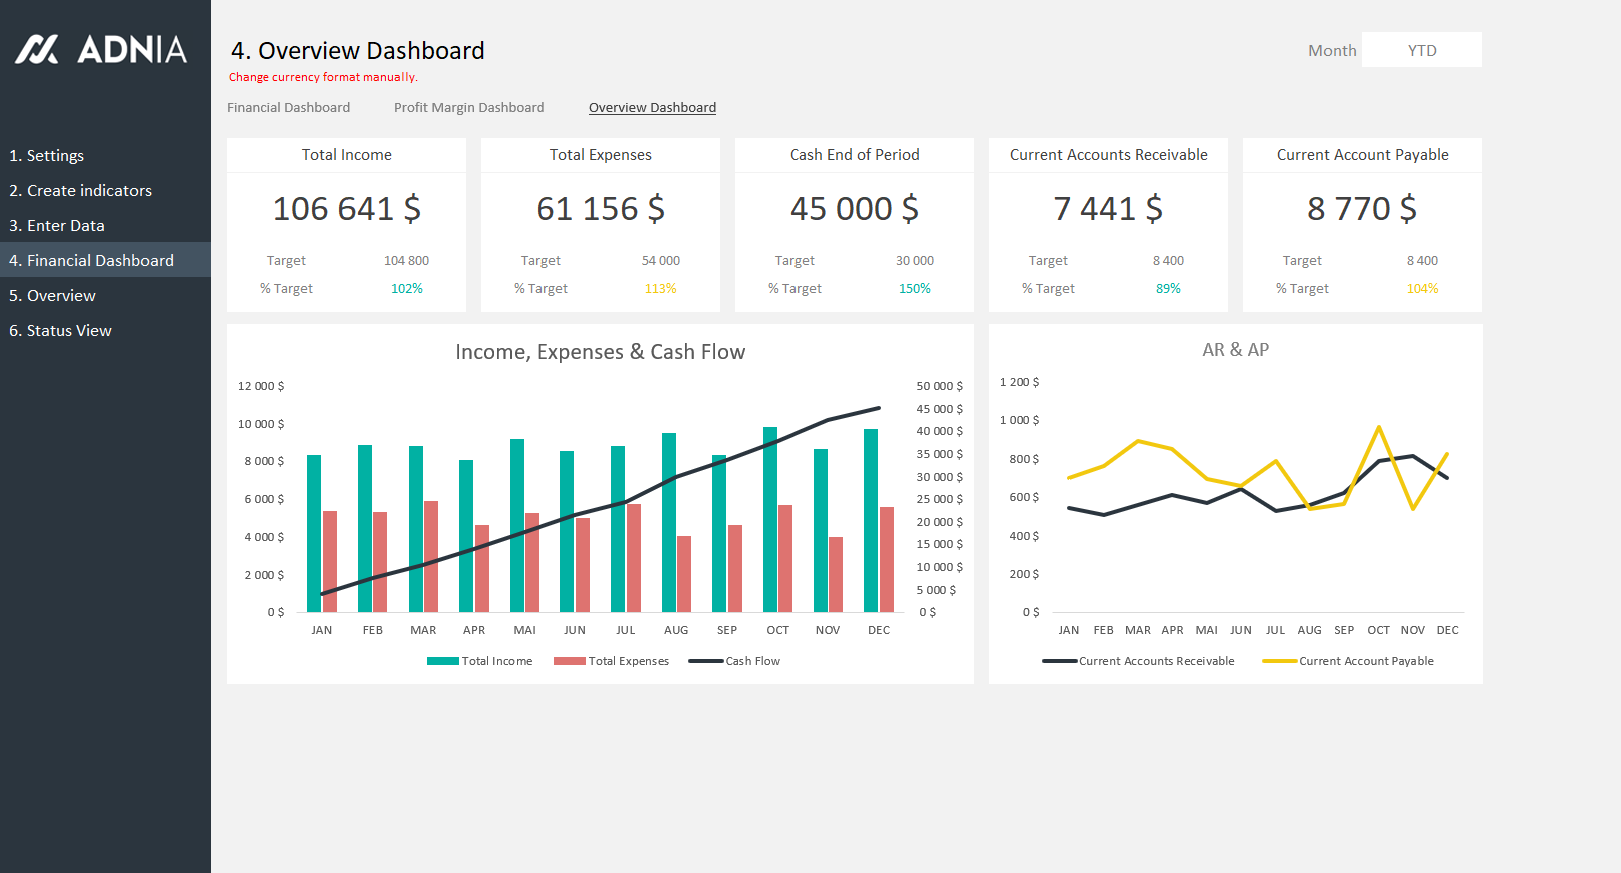 ADNIA
1. Settings
2. Create indicators
3. Enter Data
4. Financial Dashboard
5. Overview
6. Status View
4. Overview Dashboard
Change currency format manually.
Month YTD
Financial Dashboard Profit Margin Dashboard Overview Dashboard
Total Income
106 641 $
Target 104 800
% Target 102%
Total Expenses
61 156 $
Target 54 000
% Target 113%
Cash End of Period
45 000 $
Target 30 000
% Target 150%
Current Accounts Receivable
7 441 $
Target 8 400
% Target 89%
Current Account Payable
8 770 $
Target 8 400
% Target 104%
Income, Expenses & Cash Flow
12 000 $
10 000 $
8 000 $
6 000 $
4 000 $
2 000 $
0 $
50 000 $
45 000 $
40 000 $
35 000 $
30 000 $
25 000 $
20 000 $
15 000 $
10 000 $
5 000 $
0 $
JAN FEB MAR APR MAI JUN JUL AUG SEP OCT NOV DEC
Total Income Total Expenses Cash Flow
AR & AP
1 200 $
1 000 $
800 $
600 $
400 $
200 $
0 $
JAN FEB MAR APR MAI JUN JUL AUG SEP OCT NOV DEC
Current Accounts Receivable Current Account Payable